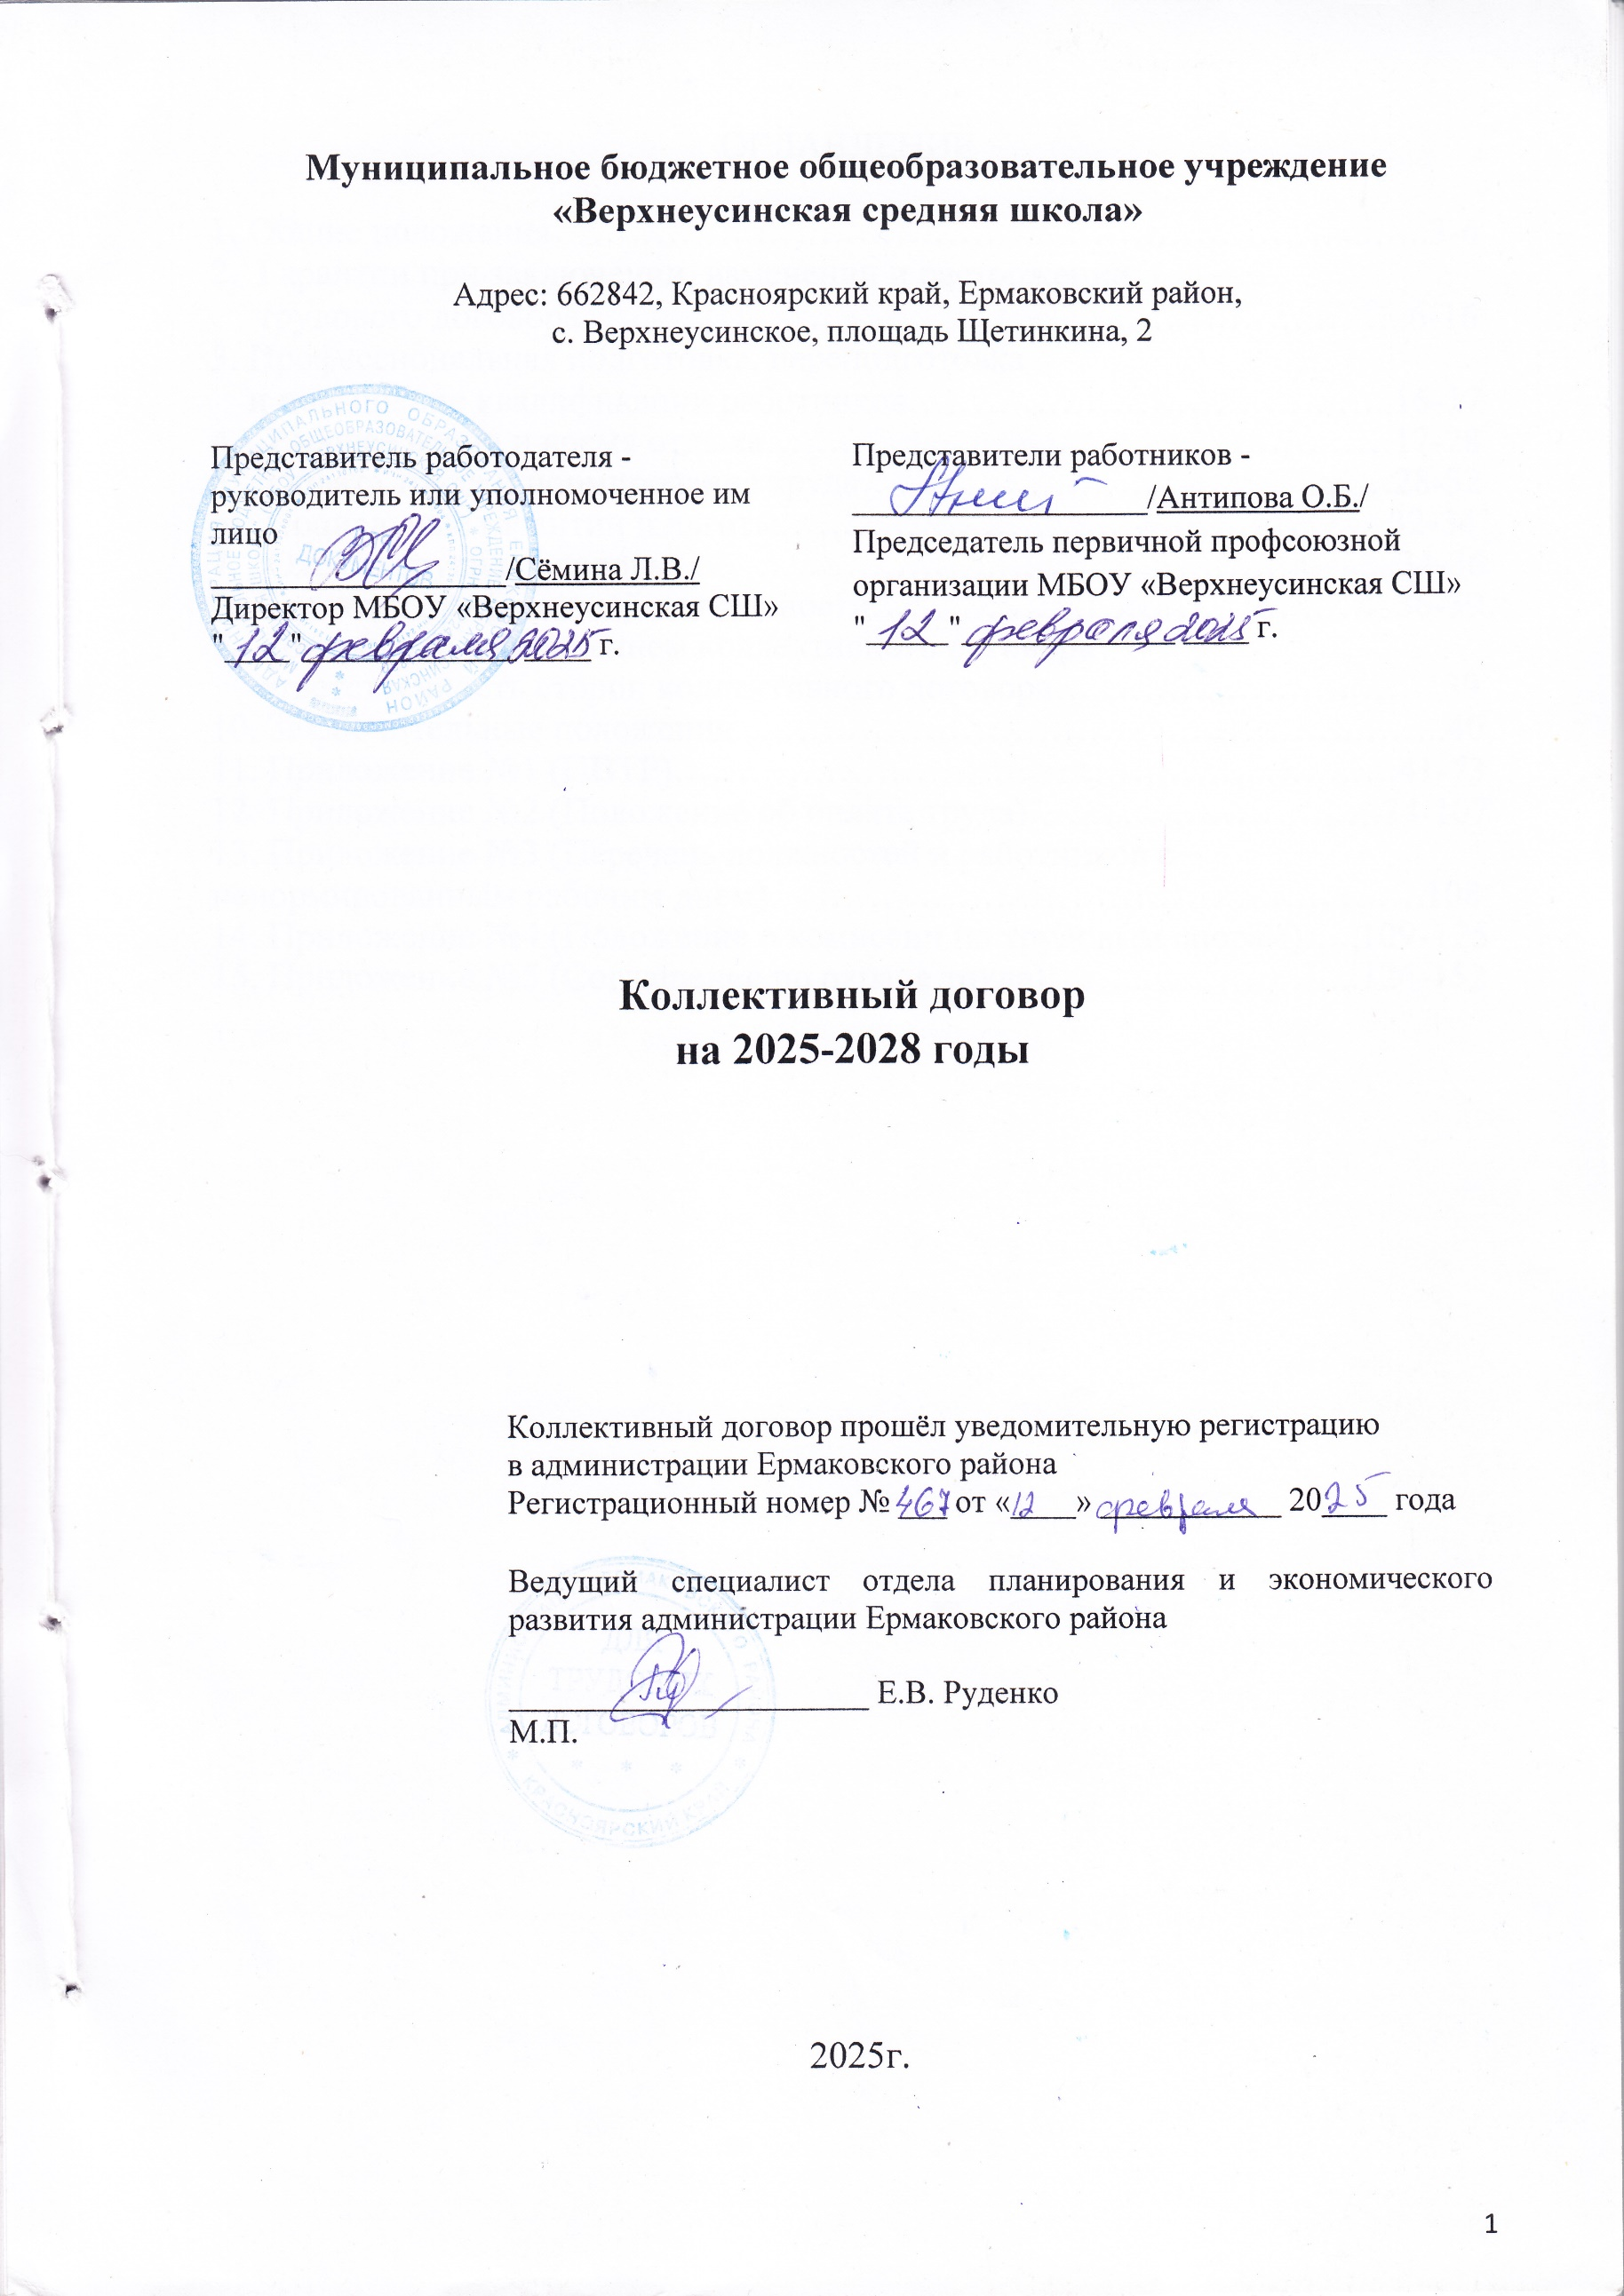 Муниципальное бюджетное общеобразовательное учреждение
«Верхнеусинская средняя школа»
Адрес: 662842, Красноярский край, Ермаковский район,
с. Верхнеусинское, площадь Щетинкина, 2
Представитель работодателя -
руководитель или уполномоченное им
лицо
/Сёмина Л.В./
Директор МБОУ «Верхнеусинская СШ»
"12" февраля 2025 г.
Представители работников -
/Антипова О.Б./
Председатель первичной профсоюзной
организации МБОУ «Верхнеусинская СШ»
"12" февраля 2025 г.
ДОКУМЕНТОВ
Коллективный договор
на 2025-2028 годы
Коллективный договор прошёл уведомительную регистрацию
в администрации Ермаковского района
Регистрационный номер № 467 от «12» февраля 2025 года
Ведущий специалист отдела планирования и экономического
развития администрации Ермаковского района
Е.В. Руденко
М.П.
КРАСНОЯРСКИЙ КРАЙ
2025г.
1